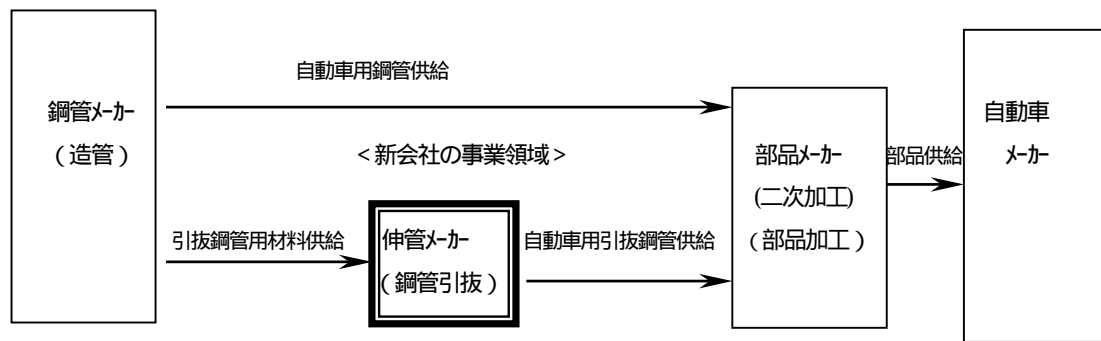 自動車用鋼管供給
鋼管ﾒｰｶｰ
（造管）
＜新会社の事業領域＞
引抜鋼管用材料供給
伸管ﾒｰｶｰ
（鋼管引抜）
自動車用引抜鋼管供給
部品ﾒｰｶｰ
(二次加工)
（部品加工）
部品供給
自動車
ﾒｰｶｰ